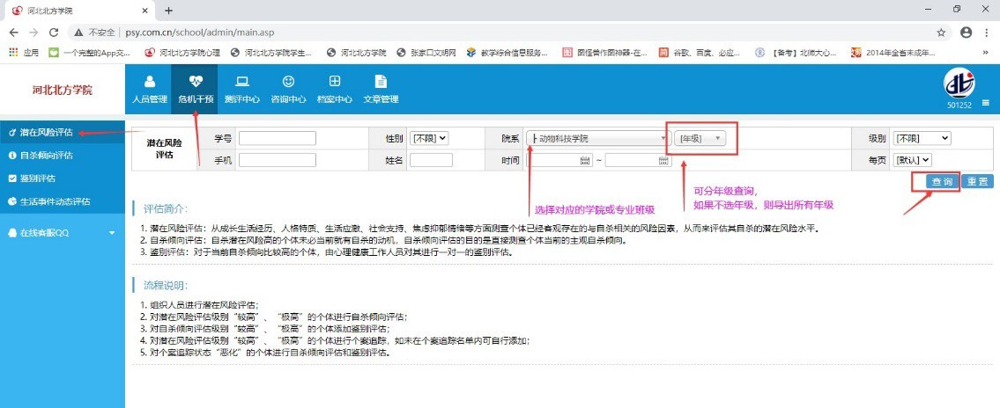 河北北方学院
不安全 | psy.com.cn/school/admin/main.asp
应用 一个完整的App交... 河北北方学院心理 河北北方学院学生... 河北北方学院 张家口文明网 教学综合信息服务... 图怪兽作图神器-在... 谷歌、百度、必应... 【备考】北师大心... 2014年全省未成年... »
河北北方学院
人员管理 危机干预 测评中心 咨询中心 档案中心 文章管理
501252
潜在风险评估
自杀倾向评估
鉴别评估
生活事件动态评估
在线客服QQ
潜在风险
评估
学号 性别 [不限] 院系 ├ 动物科技学院 [年级] 级别 [不限]
手机 姓名 时间 ~ 每页 [默认]
查询 重置
选择对应的学院或专业班级
可分年级查询，
如果不选年级，则导出所有年级
评估简介：
1. 潜在风险评估：从成长生活经历、人格特质、生活应激、社会支持、焦虑抑郁情绪等方面测查个体已经客观存在的与自杀相关的风险因素，从而来评估其自杀的潜在风险水平。
2. 自杀倾向评估：自杀潜在风险高的个体未必当前就有自杀的动机，自杀倾向评估的目的是直接测查个体当前的主观自杀倾向。
3. 鉴别评估：对于当前自杀倾向比较高的个体，由心理健康工作人员对其进行一对一的鉴别评估。
流程说明：
1. 组织人员进行潜在风险评估；
2. 对潜在风险评估级别“较高”、“极高”的个体进行自杀倾向评估；
3. 对自杀倾向评估级别“较高”、“极高”的个体添加鉴别评估；
4. 对潜在风险评估级别“较高”、“极高”的个体进行个案追踪，如未在个案追踪名单内可自行添加；
5. 对个案追踪状态“恶化”的个体进行自杀倾向评估和鉴别评估。